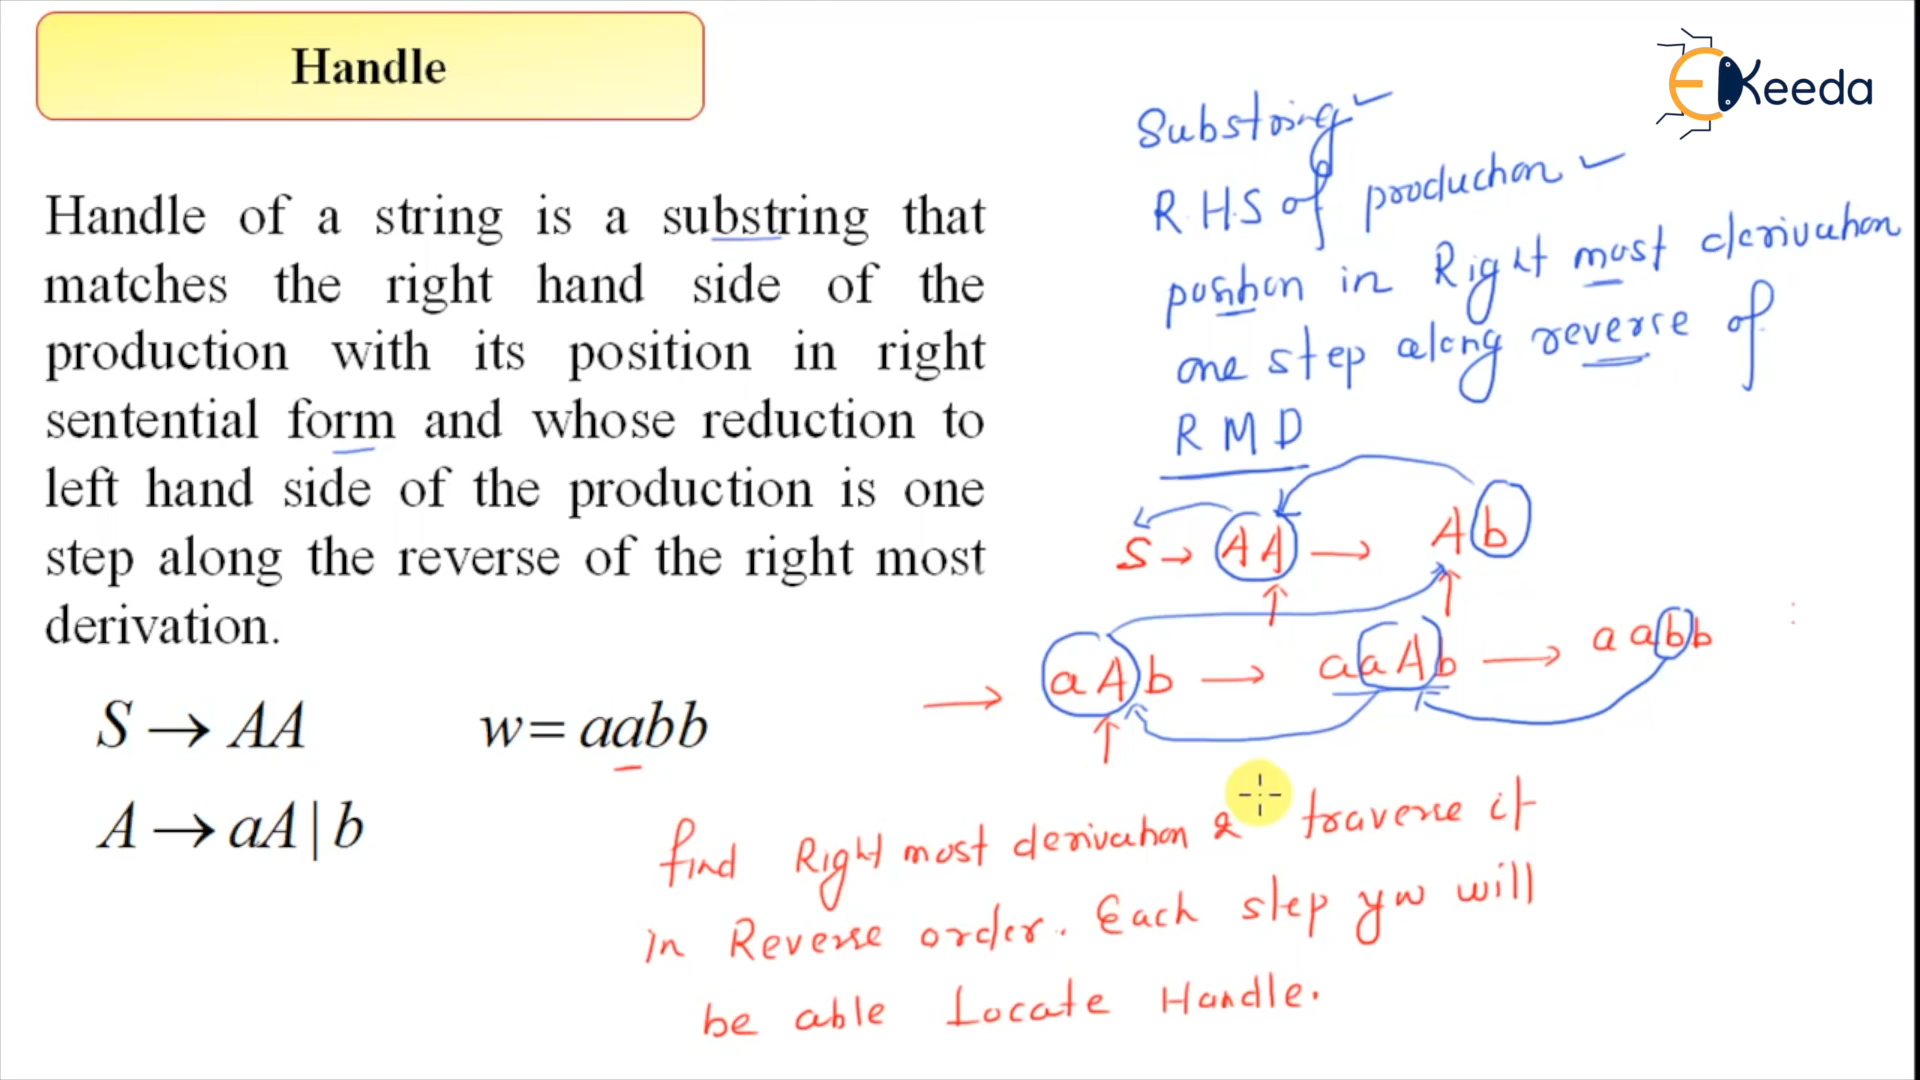 Handle
EKeeda
Handle of a string is a substring that
matches the right hand side of the
production with its position in right
sentential form and whose reduction to
left hand side of the production is one
step along the reverse of the right most
derivation.
S → AA
w = aabb
A → aA | b
Substring ✓
R.H.S of production ✓
position in Right most derivation
one step along reverse of
R M D
S → AA → Ab
→ aAb → aaAb → aabb
find Right most derivation & traverse it
in Reverse order. Each step you will
be able Locate Handle.